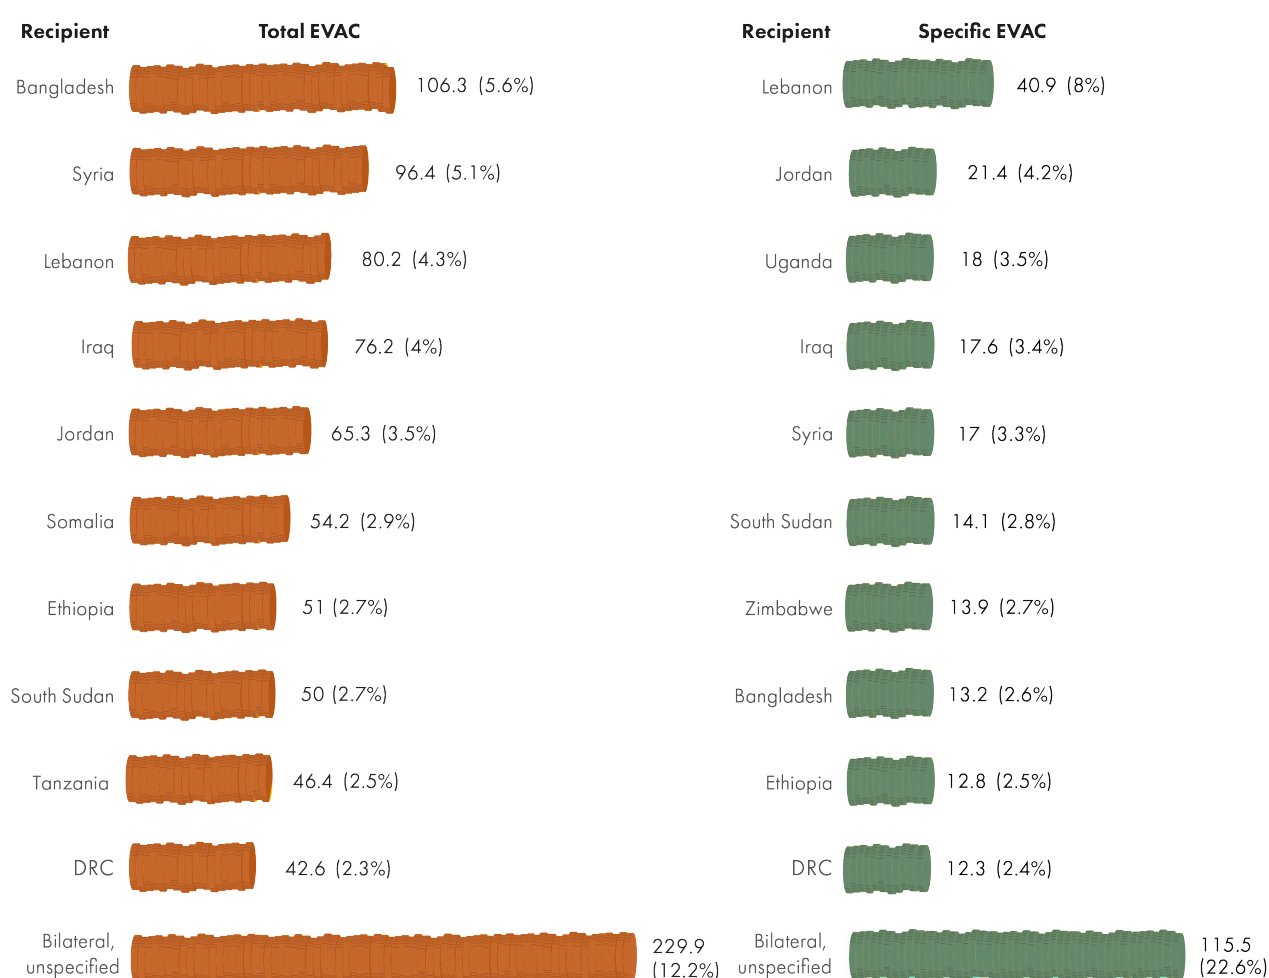 Recipient Total EVAC
Bangladesh 106.3 (5.6%)
Syria 96.4 (5.1%)
Lebanon 80.2 (4.3%)
Iraq 76.2 (4%)
Jordan 65.3 (3.5%)
Somalia 54.2 (2.9%)
Ethiopia 51 (2.7%)
South Sudan 50 (2.7%)
Tanzania 46.4 (2.5%)
DRC 42.6 (2.3%)
Bilateral, 229.9
unspecified (12.2%)
Recipient Specific EVAC
Lebanon 40.9 (8%)
Jordan 21.4 (4.2%)
Uganda 18 (3.5%)
Iraq 17.6 (3.4%)
Syria 17 (3.3%)
South Sudan 14.1 (2.8%)
Zimbabwe 13.9 (2.7%)
Bangladesh 13.2 (2.6%)
Ethiopia 12.8 (2.5%)
DRC 12.3 (2.4%)
Bilateral, 115.5
unspecified (22.6%)